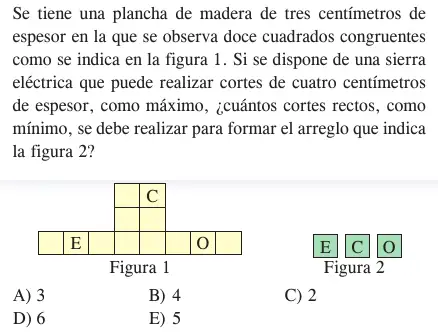 Se tiene una plancha de madera de tres centímetros de
espesor en la que se observa doce cuadrados congruentes
como se indica en la figura 1. Si se dispone de una sierra
eléctrica que puede realizar cortes de cuatro centímetros
de espesor, como máximo, ¿cuántos cortes rectos, como
mínimo, se debe realizar para formar el arreglo que indica
la figura 2?
C
E O
E C O
Figura 1 Figura 2
A) 3 B) 4 C) 2
D) 6 E) 5